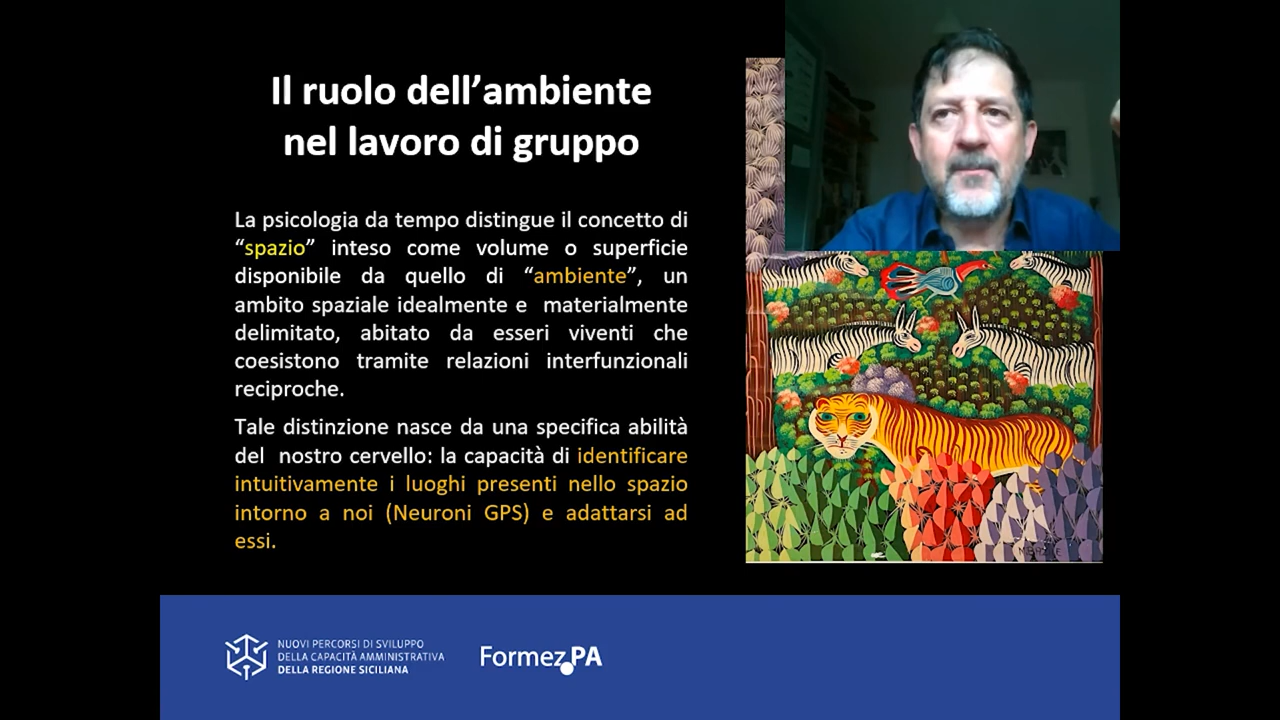 Il ruolo dell’ambiente
nel lavoro di gruppo
La psicologia da tempo distingue il concetto di
“spazio” inteso come volume o superficie
disponibile da quello di “ambiente”, un
ambito spaziale idealmente e materialmente
delimitato, abitato da esseri viventi che
coesistono tramite relazioni interfunzionali
reciproche.
Tale distinzione nasce da una specifica abilità
del nostro cervello: la capacità di identificare
intuitivamente i luoghi presenti nello spazio
intorno a noi (Neuroni GPS) e adattarsi ad
essi.
NUOVI PERCORSI DI SVILUPPO
DELLA CAPACITÀ AMMINISTRATIVA
DELLA REGIONE SICILIANA
Formez.PA